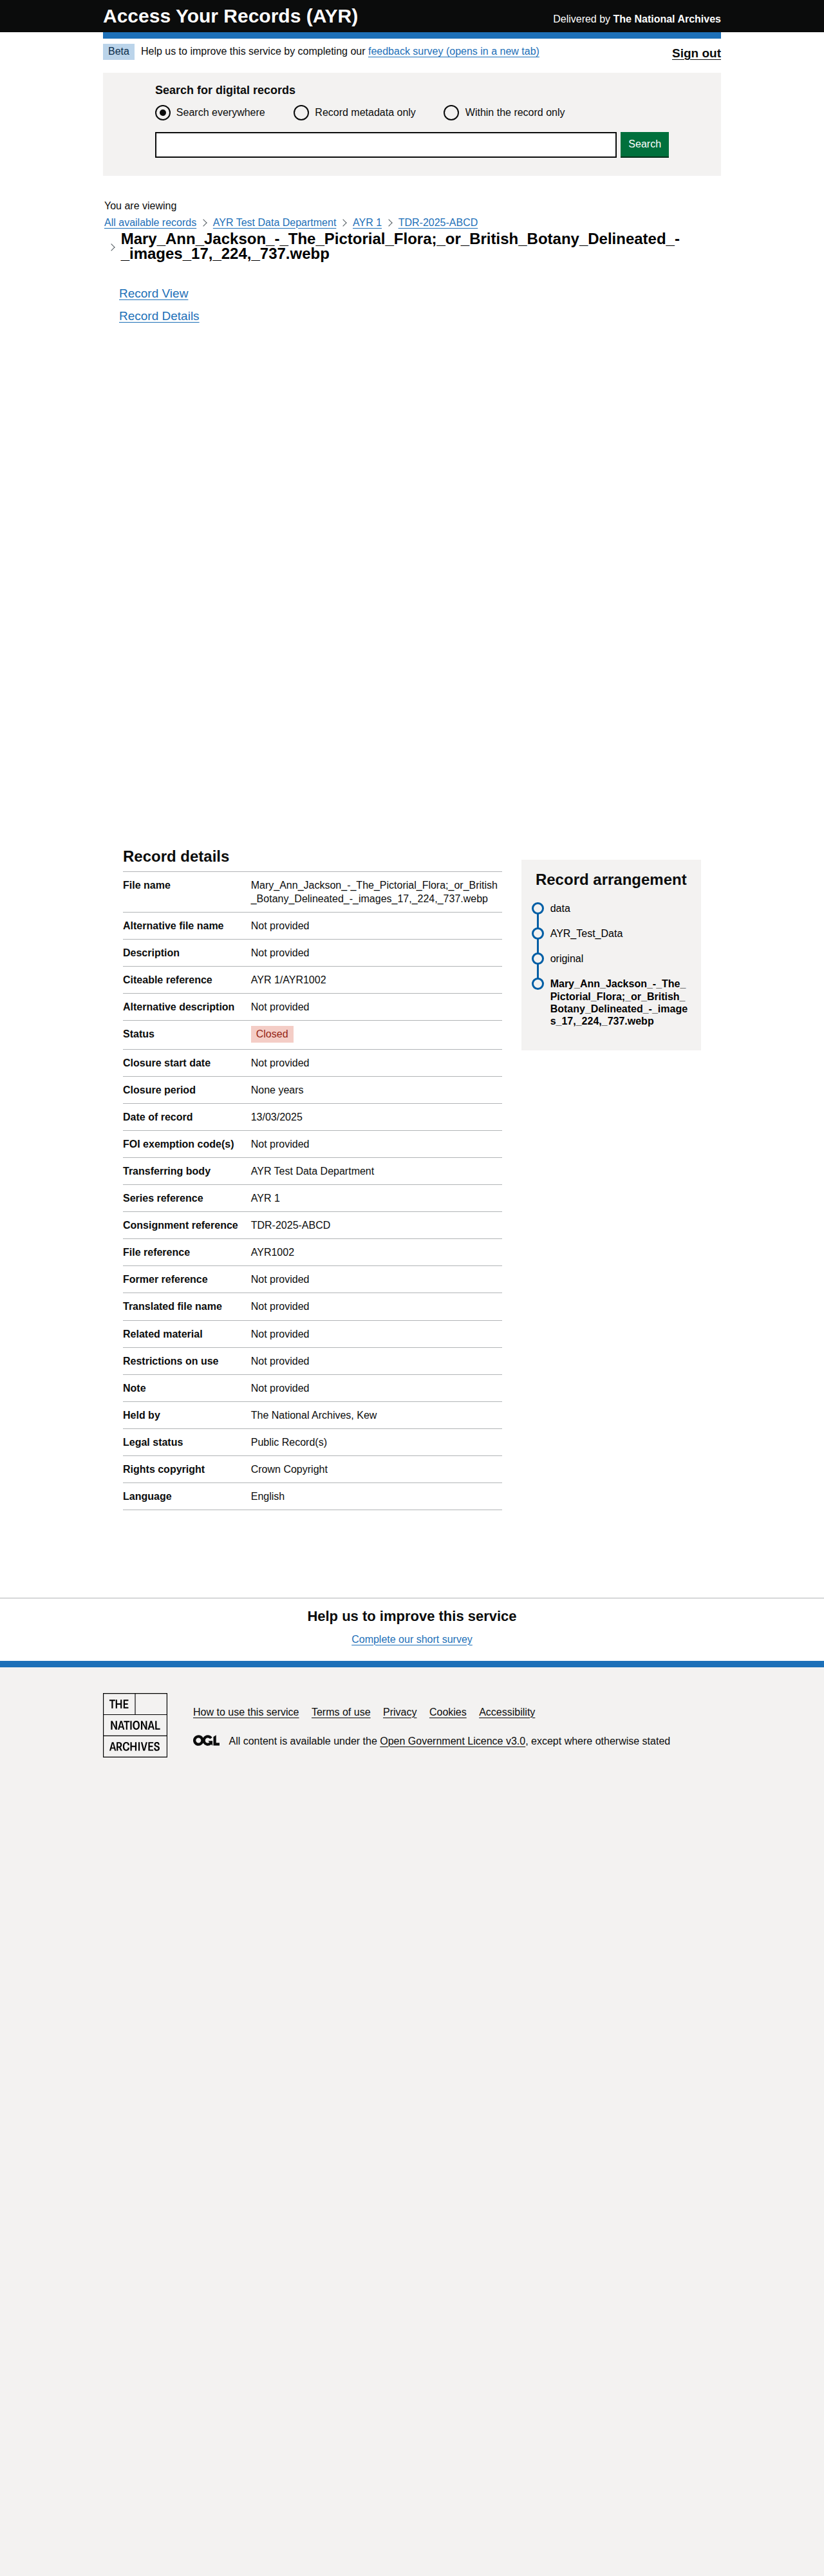 Access Your Records (AYR)
Delivered by The National Archives
Beta
Help us to improve this service by completing our feedback survey (opens in a new tab)
Sign out
Search for digital records
Search everywhere
Record metadata only
Within the record only
Search
You are viewing
All available records
AYR Test Data Department
AYR 1
TDR-2025-ABCD
Mary_Ann_Jackson_-_The_Pictorial_Flora;_or_British_Botany_Delineated_-
_images_17,_224,_737.webp
Record View
Record Details
Record details
File name
Mary_Ann_Jackson_-_The_Pictorial_Flora;_or_British
_Botany_Delineated_-_images_17,_224,_737.webp
Alternative file name
Not provided
Description
Not provided
Citeable reference
AYR 1/AYR1002
Alternative description
Not provided
Status
Closed
Closure start date
Not provided
Closure period
None years
Date of record
13/03/2025
FOI exemption code(s)
Not provided
Transferring body
AYR Test Data Department
Series reference
AYR 1
Consignment reference
TDR-2025-ABCD
File reference
AYR1002
Former reference
Not provided
Translated file name
Not provided
Related material
Not provided
Restrictions on use
Not provided
Note
Not provided
Held by
The National Archives, Kew
Legal status
Public Record(s)
Rights copyright
Crown Copyright
Language
English
Record arrangement
data
AYR_Test_Data
original
Mary_Ann_Jackson_-_The_
Pictorial_Flora;_or_British_
Botany_Delineated_-_image
s_17,_224,_737.webp
Help us to improve this service
Complete our short survey
THE
NATIONAL
ARCHIVES
How to use this service
Terms of use
Privacy
Cookies
Accessibility
OGL
All content is available under the Open Government Licence v3.0, except where otherwise stated